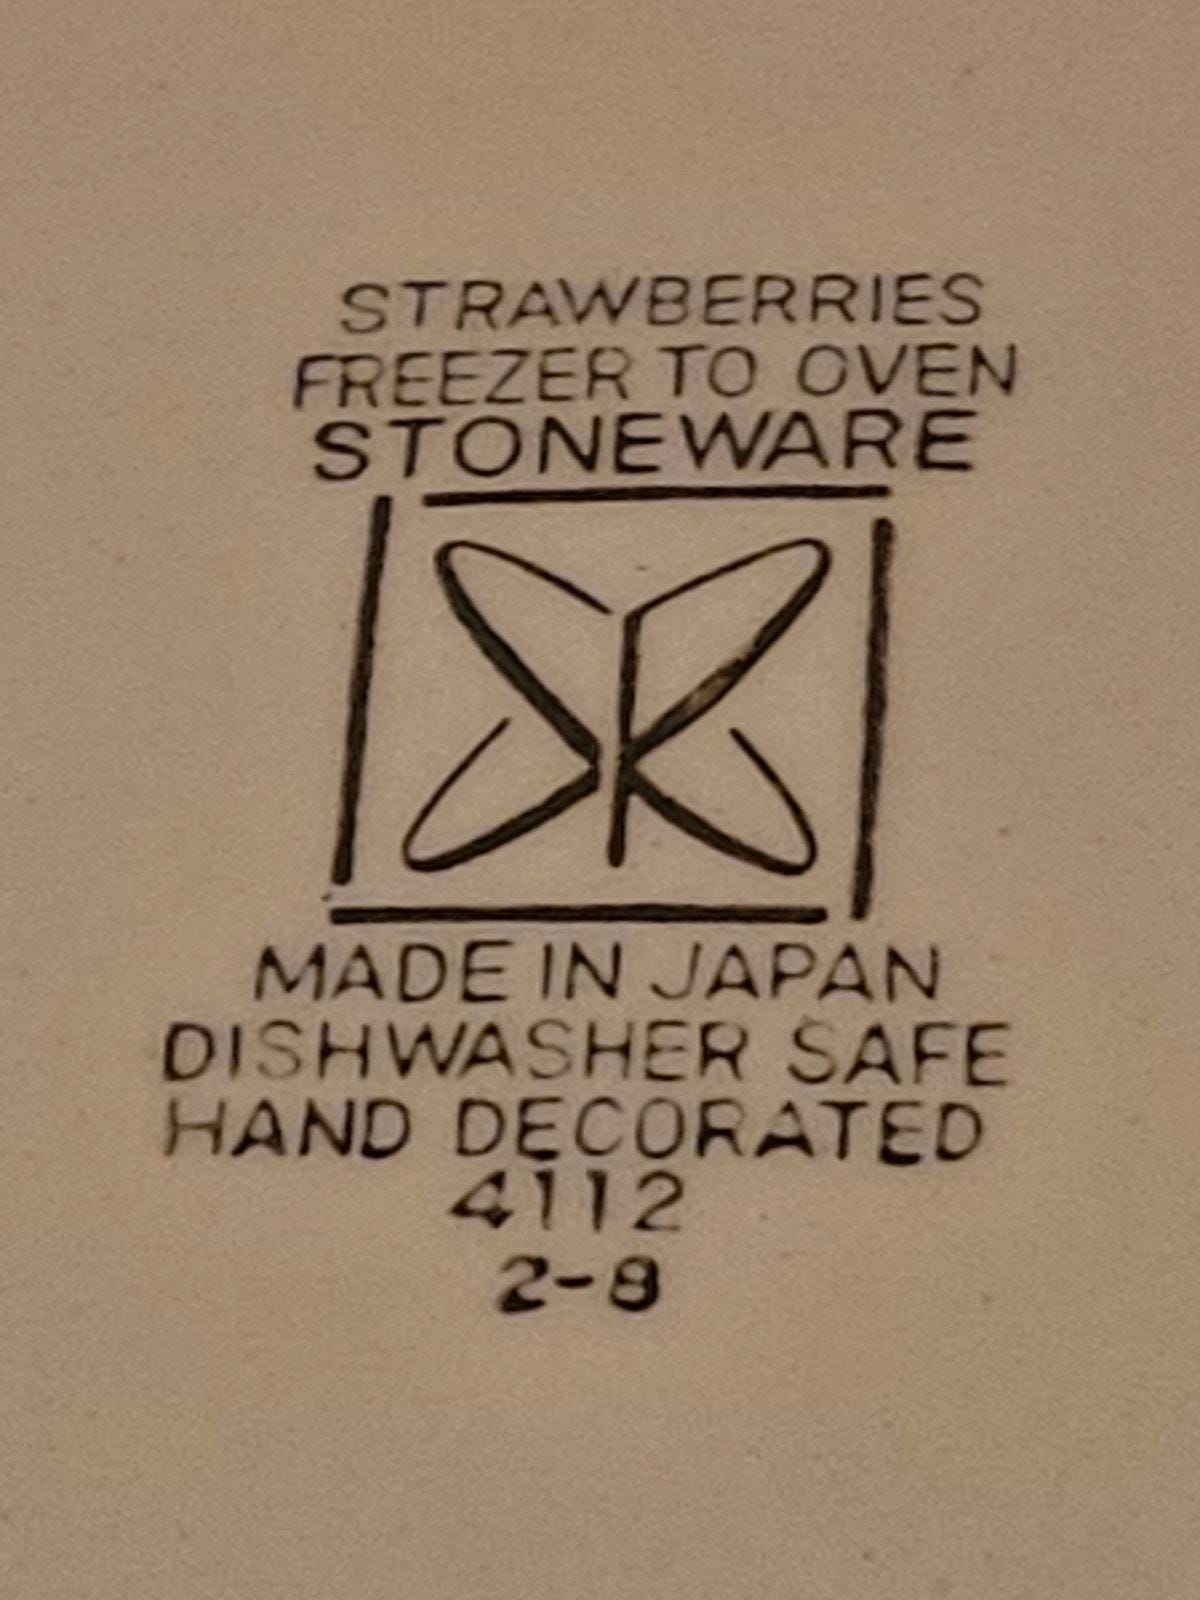 STRAWBERRIES
FREEZER TO OVEN
STONEWARE
MADE IN JAPAN
DISHWASHER SAFE
HAND DECORATED
4112
2-8